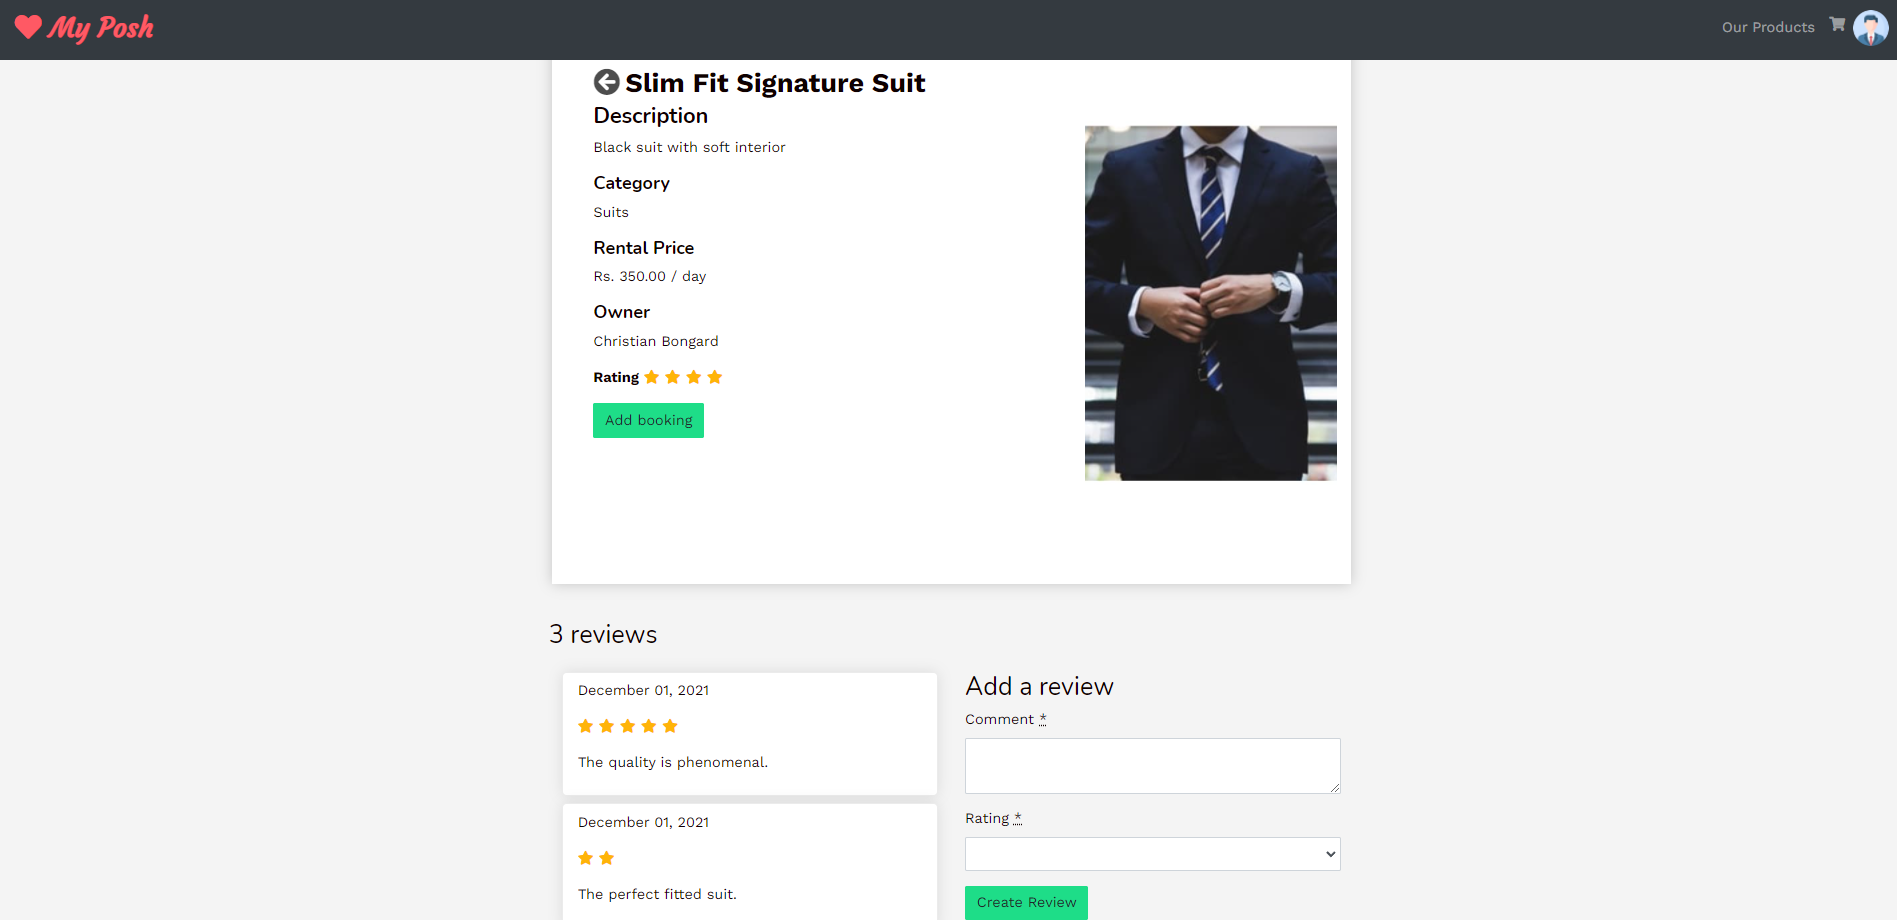 My Posh
Our Products
Slim Fit Signature Suit
Description
Black suit with soft interior
Category
Suits
Rental Price
Rs. 350.00 / day
Owner
Christian Bongard
Rating
Add booking
3 reviews
December 01, 2021
The quality is phenomenal.
December 01, 2021
The perfect fitted suit.
Add a review
Comment *
Rating *
Create Review